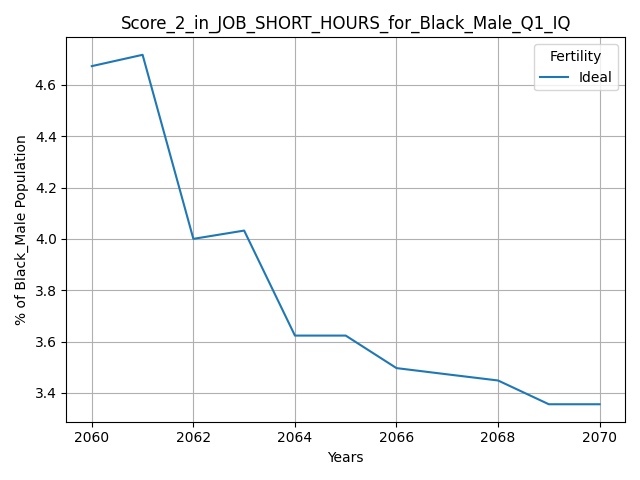 Score_2_in_JOB_SHORT_HOURS_for_Black_Male_Q1_IQ
Fertility
Ideal
% of Black_Male Population
4.6
4.4
4.2
4.0
3.8
3.6
3.4
2060 2062 2064 2066 2068 2070
Years